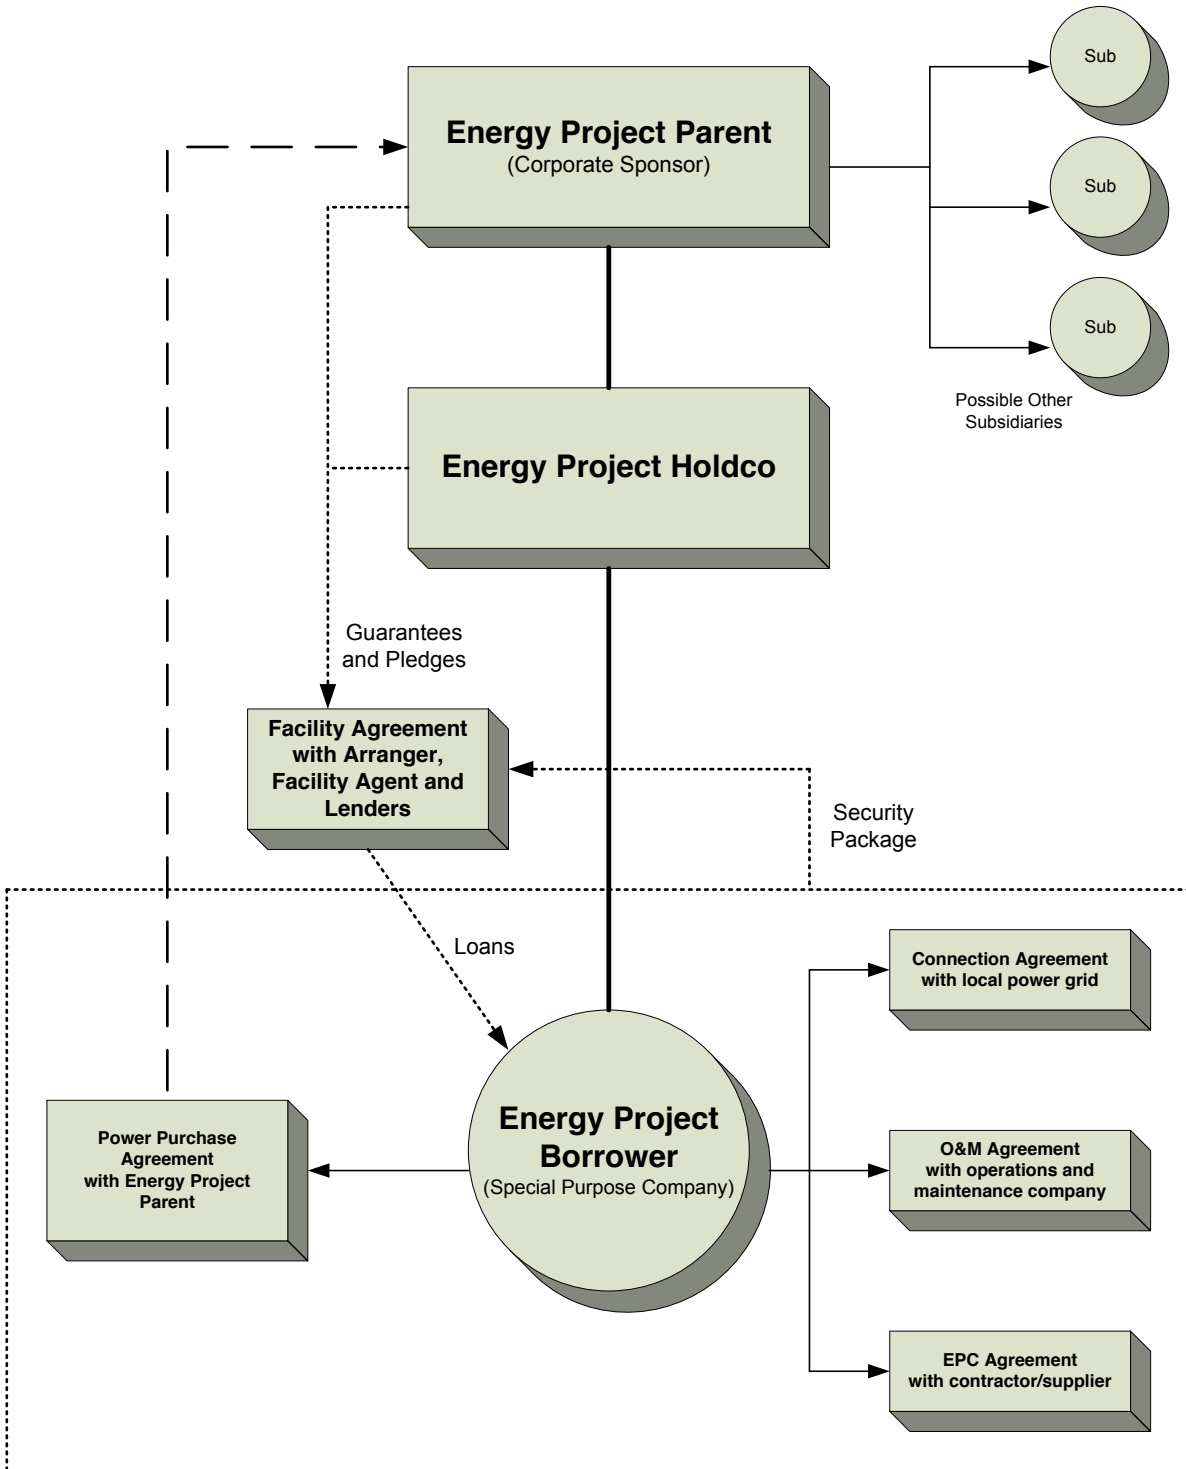 Sub
Energy Project Parent
(Corporate Sponsor)
Sub
Sub
Possible Other
Subsidiaries
Energy Project Holdco
Guarantees
and Pledges
Facility Agreement
with Arranger,
Facility Agent and
Lenders
Security
Package
Loans
Connection Agreement
with local power grid
Energy Project
Borrower
(Special Purpose Company)
Power Purchase
Agreement
with Energy Project
Parent
O&M Agreement
with operations and
maintenance company
EPC Agreement
with contractor/supplier